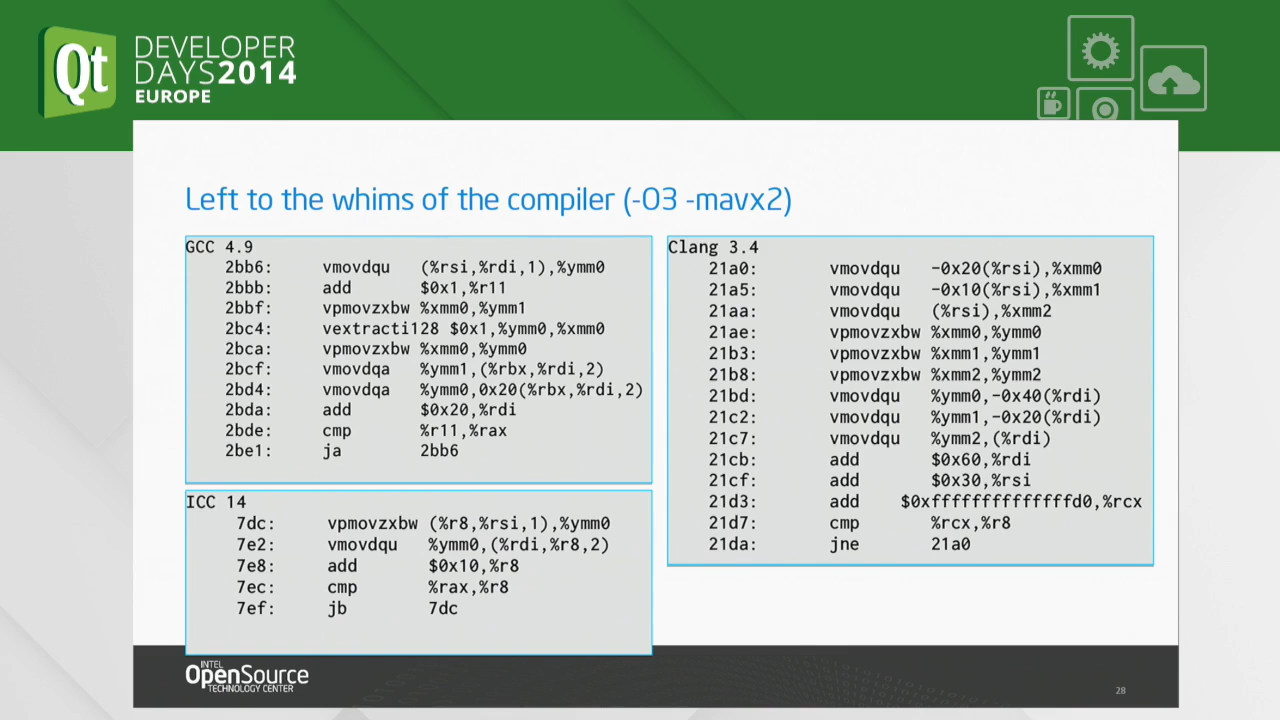 Qt
DEVELOPER
DAYS2014
EUROPE
Left to the whims of the compiler (-O3 -mavx2)
GCC 4.9
2bb6: vmovdqu (%rsi,%rdi,1),%ymm0
2bbb: add $0x1,%r11
2bbf: vpmovzxbw %xmm0,%ymm1
2bc4: vextracti128 $0x1,%ymm0,%xmm0
2bca: vpmovzxbw %xmm0,%ymm0
2bcf: vmovdqa %ymm1,(%rbx,%rdi,2)
2bd4: vmovdqa %ymm0,0x20(%rbx,%rdi,2)
2bda: add $0x20,%rdi
2bde: cmp %r11,%rax
2be1: ja 2bb6
ICC 14
7dc: vpmovzxbw (%r8,%rsi,1),%ymm0
7e2: vmovdqu %ymm0,(%rdi,%r8,2)
7e8: add $0x10,%r8
7ec: cmp %rax,%r8
7ef: jb 7dc
Clang 3.4
21a0: vmovdqu -0x20(%rsi),%xmm0
21a5: vmovdqu -0x10(%rsi),%xmm1
21aa: vmovdqu (%rsi),%xmm2
21ae: vpmovzxbw %xmm0,%ymm0
21b3: vpmovzxbw %xmm1,%ymm1
21b8: vpmovzxbw %xmm2,%ymm2
21bd: vmovdqu %ymm0,-0x40(%rdi)
21c2: vmovdqu %ymm1,-0x20(%rdi)
21c7: vmovdqu %ymm2,(%rdi)
21cb: add $0x60,%rdi
21cf: add $0x30,%rsi
21d3: add $0xffffffffffffffd0,%rcx
21d7: cmp %rcx,%r8
21da: jne 21a0
INTEL
OpenSource
TECHNOLOGY CENTER
28